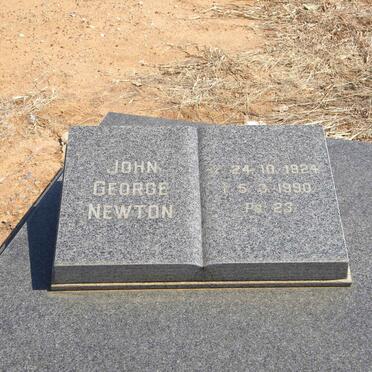 JOHN
GEORGE
NEWTON
* 24.10.1924
† 5.3.1990
Ps. 23